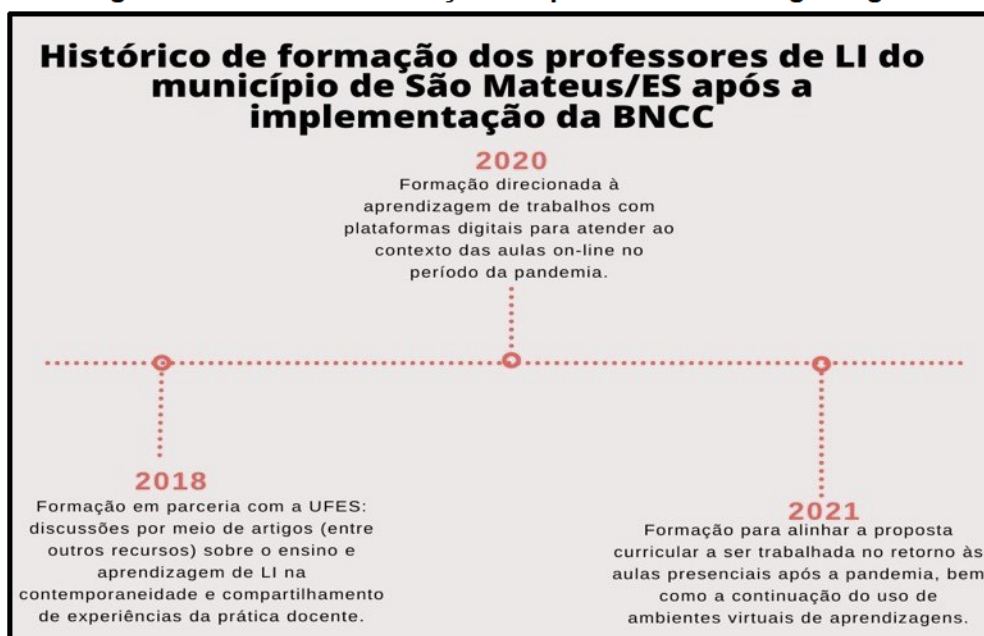 Histórico de formação dos professores de LI do
município de São Mateus/ES após a
implementação da BNCC
2020
Formação direcionada à
aprendizagem de trabalhos com
plataformas digitais para atender ao
contexto das aulas on-line no
período da pandemia.
2018
Formação em parceria com a UFES:
discussões por meio de artigos (entre
outros recursos) sobre o ensino e
aprendizagem de LI na
contemporaneidade e compartilhamento
de experiências da prática docente.
2021
Formação para alinhar a proposta
curricular a ser trabalhada no retorno às
aulas presenciais após a pandemia, bem
como a continuação do uso de
ambientes virtuais de aprendizagens.